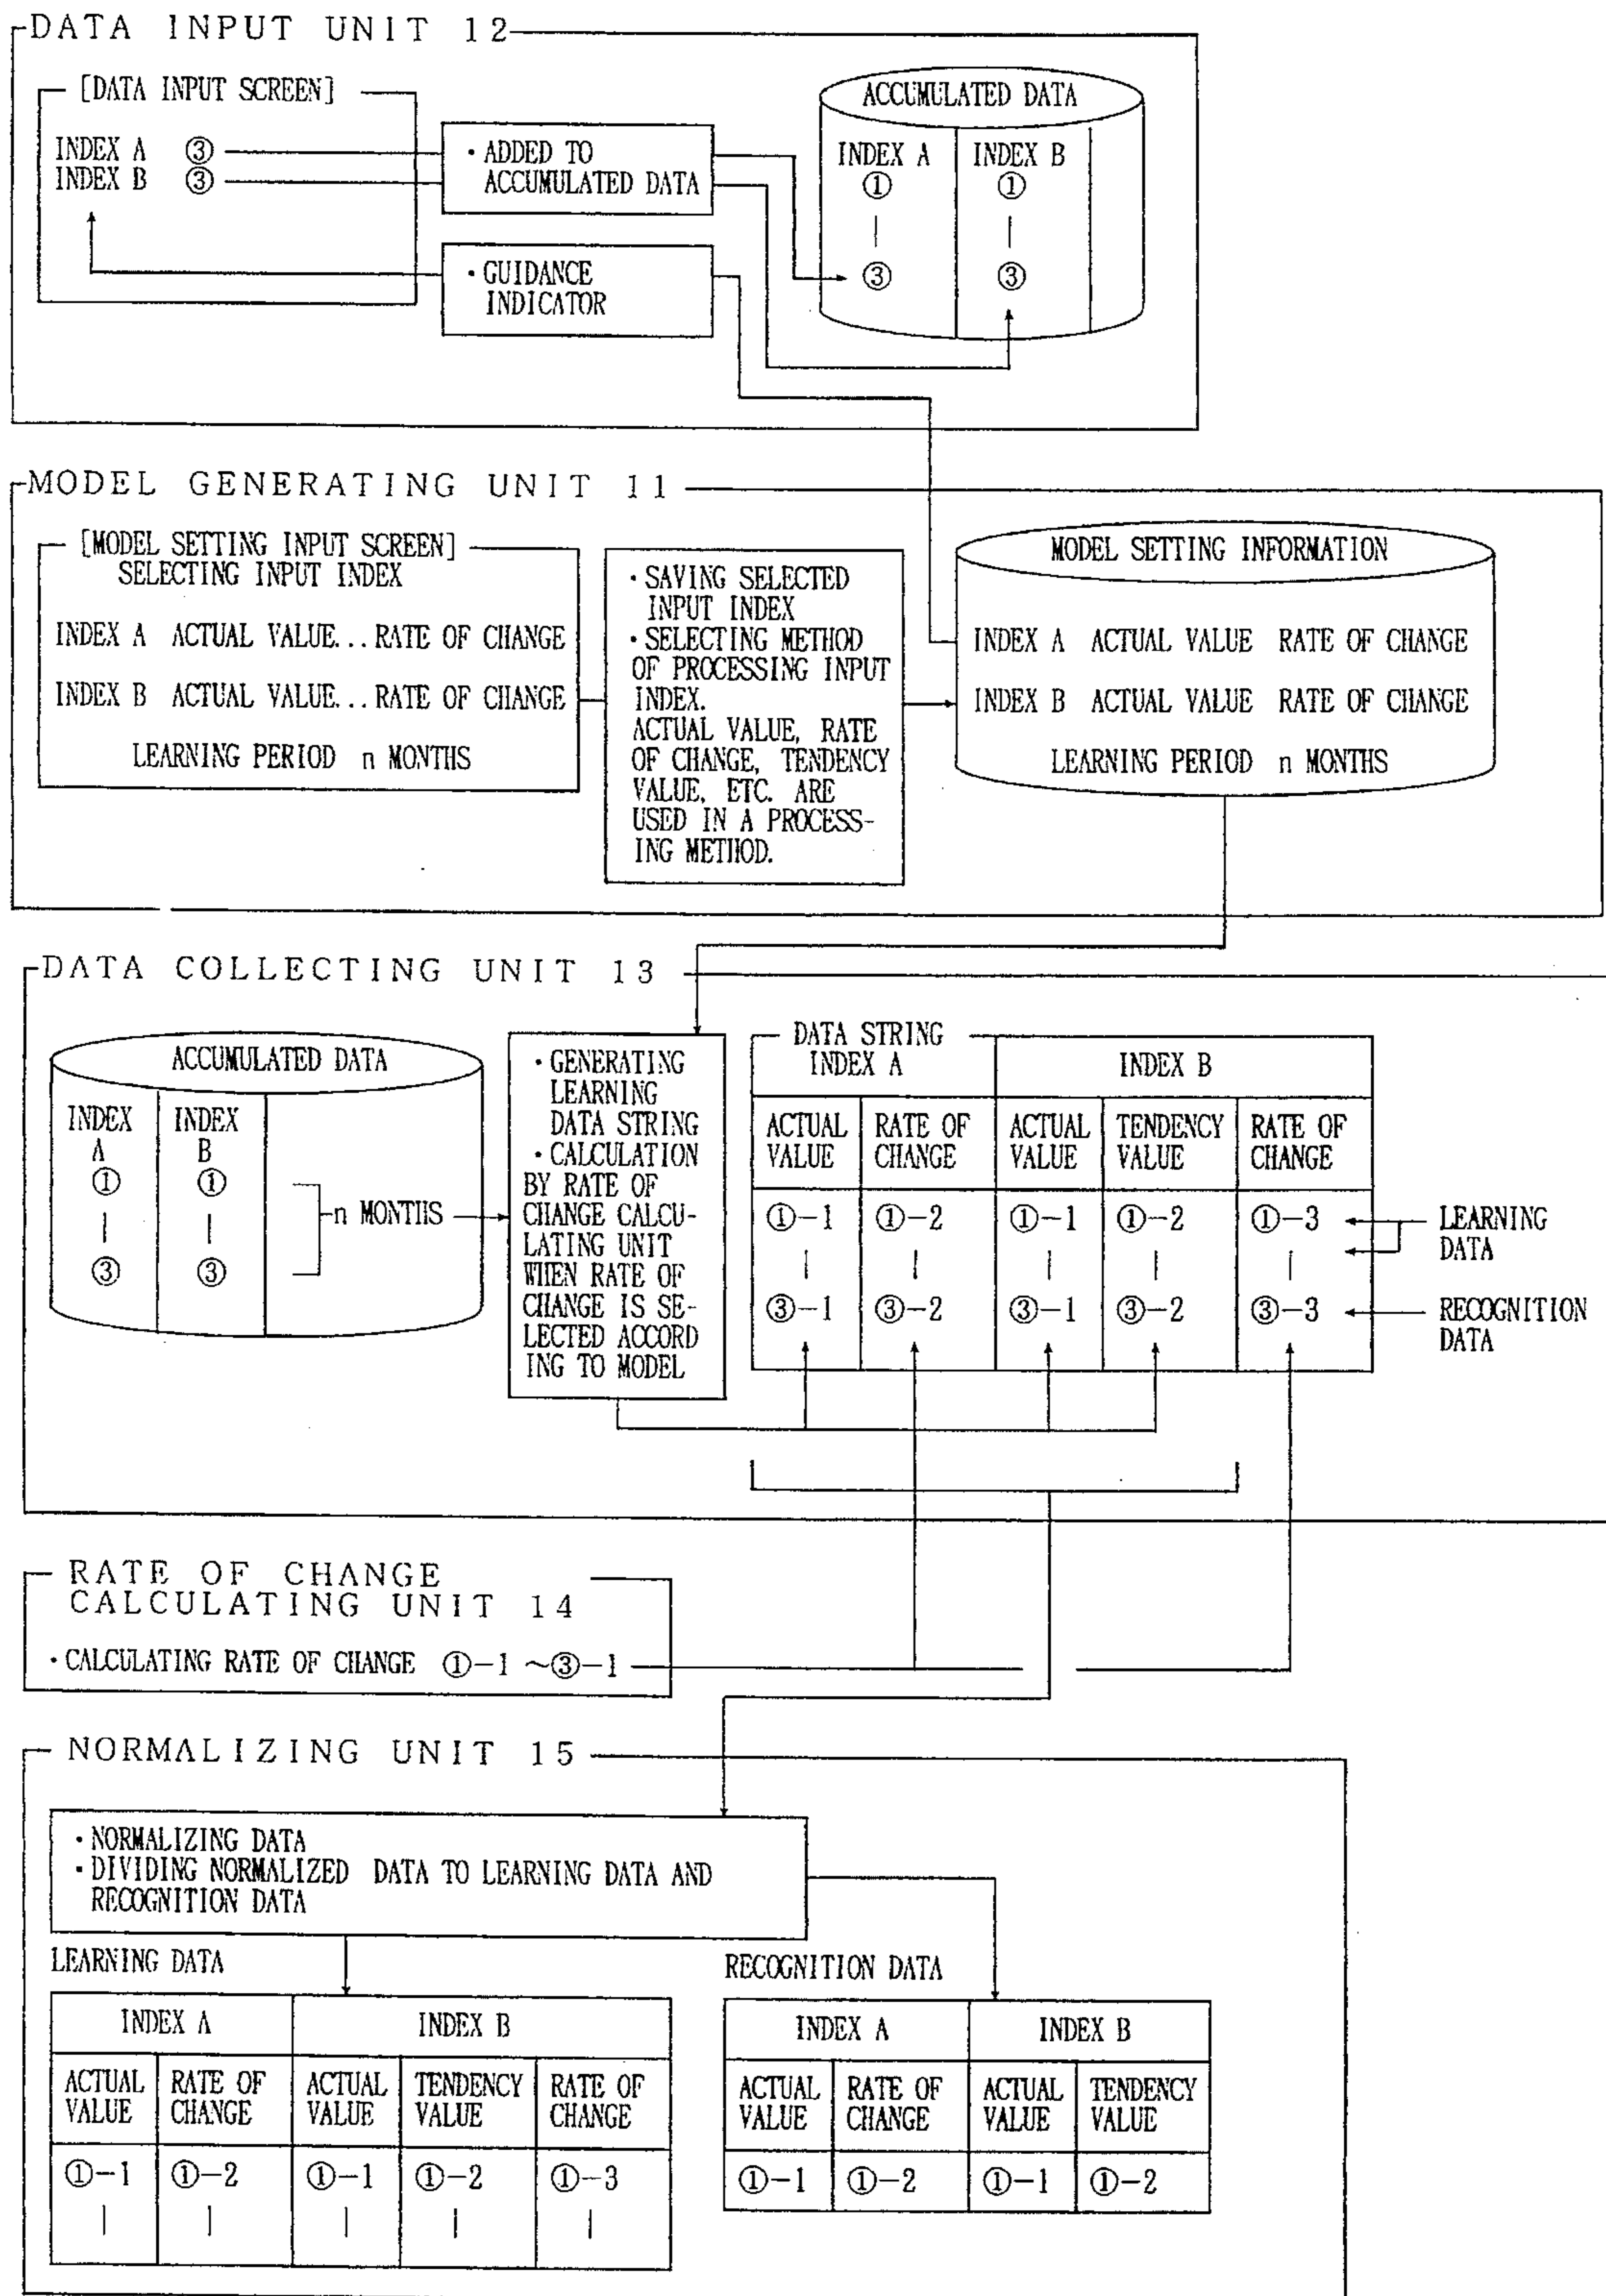 DATA INPUT UNIT 12
[DATA INPUT SCREEN]
INDEX A ③
INDEX B ③
・ADDED TO
ACCUMULATED DATA
・GUIDANCE
INDICATOR
ACCUMULATED DATA
INDEX A INDEX B
① ①
| |
③ ③
MODEL GENERATING UNIT 11
[MODEL SETTING INPUT SCREEN]
SELECTING INPUT INDEX
INDEX A ACTUAL VALUE... RATE OF CHANGE
INDEX B ACTUAL VALUE... RATE OF CHANGE
LEARNING PERIOD n MONTHS
・SAVING SELECTED
INPUT INDEX
・SELECTING METHOD
OF PROCESSING INPUT
INDEX.
ACTUAL VALUE, RATE
OF CHANGE, TENDENCY
VALUE, ETC. ARE
USED IN A PROCESS-
ING METHOD.
MODEL SETTING INFORMATION
INDEX A ACTUAL VALUE RATE OF CHANGE
INDEX B ACTUAL VALUE RATE OF CHANGE
LEARNING PERIOD n MONTHS
DATA COLLECTING UNIT 13
ACCUMULATED DATA
INDEX INDEX
A B
① ①
| |
③ ③
n MONTHS
・GENERATING
LEARNING
DATA STRING
・CALCULATION
BY RATE OF
CHANGE CALCU-
LATING UNIT
WHEN RATE OF
CHANGE IS SE-
LECTED ACCORD
ING TO MODEL
DATA STRING
INDEX A INDEX B
ACTUAL RATE OF ACTUAL TENDENCY RATE OF
VALUE CHANGE VALUE VALUE CHANGE
①-1 ①-2 ①-1 ①-2 ①-3
| | | | |
③-1 ③-2 ③-1 ③-2 ③-3
LEARNING
DATA
RECOGNITION
DATA
RATE OF CHANGE
CALCULATING UNIT 14
・CALCULATING RATE OF CHANGE ①-1 ～③-1
NORMALIZING UNIT 15
・NORMALIZING DATA
・DIVIDING NORMALIZED DATA TO LEARNING DATA AND
RECOGNITION DATA
LEARNING DATA
INDEX A INDEX B
ACTUAL RATE OF ACTUAL TENDENCY RATE OF
VALUE CHANGE VALUE VALUE CHANGE
①-1 ①-2 ①-1 ①-2 ①-3
| | | | |
RECOGNITION DATA
INDEX A INDEX B
ACTUAL RATE OF ACTUAL TENDENCY
VALUE CHANGE VALUE VALUE
①-1 ①-2 ①-1 ①-2